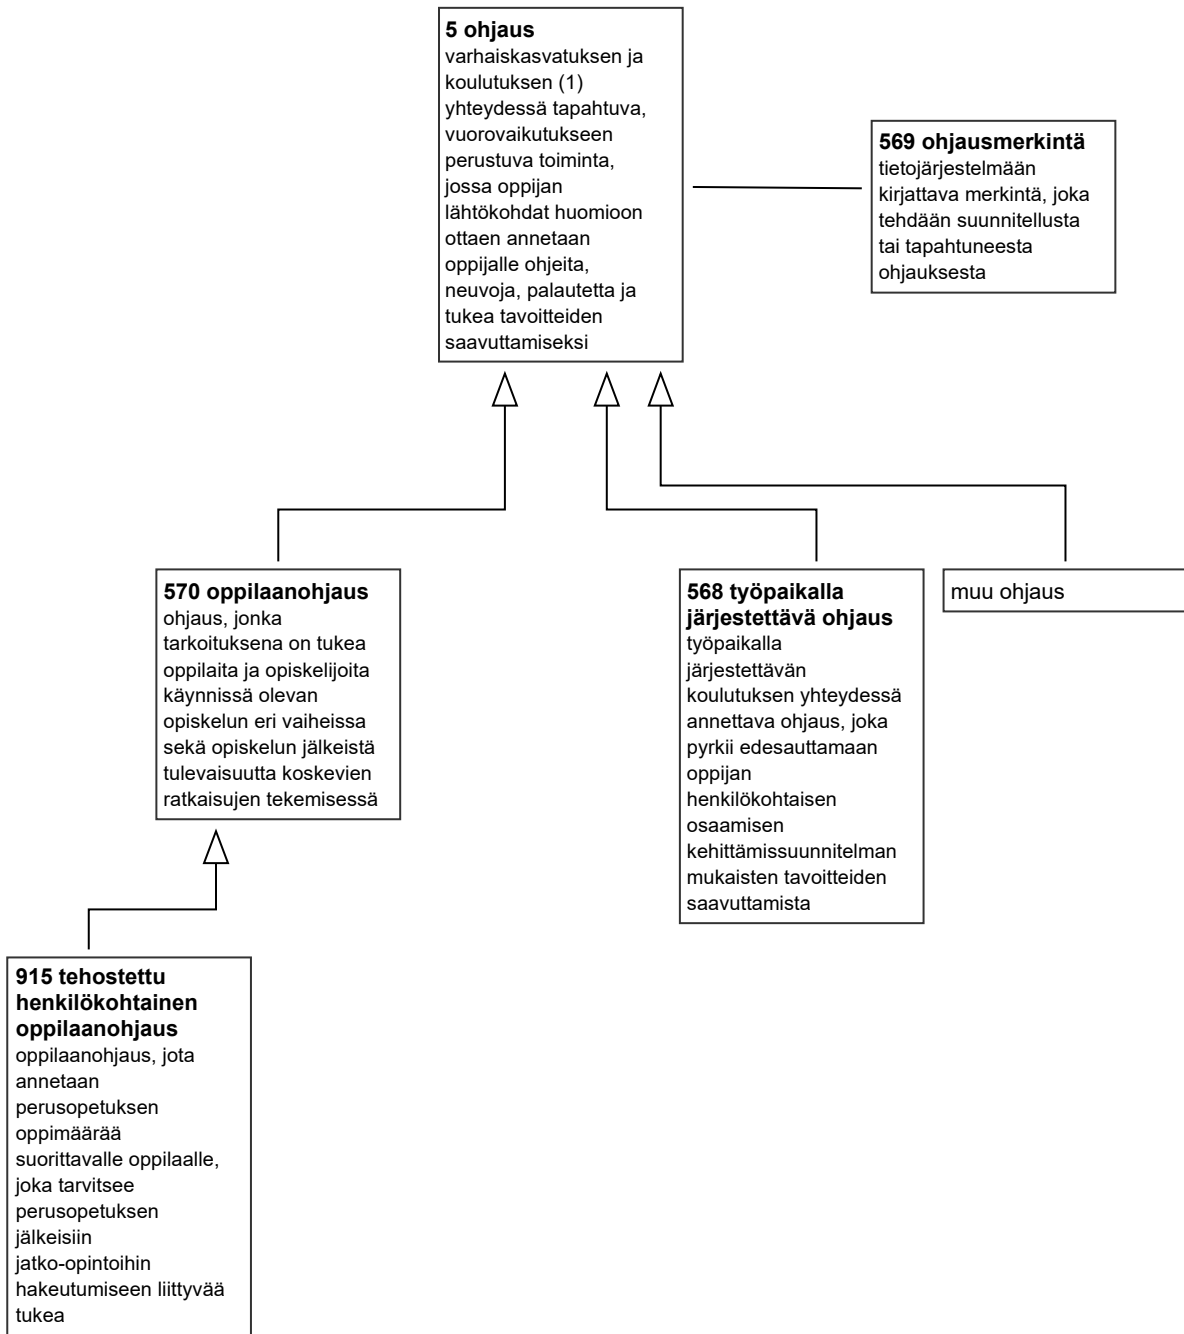 5 ohjaus
varhaiskasvatuksen ja
koulutuksen (1)
yhteydessä tapahtuva,
vuorovaikutukseen
perustuva toiminta,
jossa oppijan
lähtökohdat huomioon
ottaen annetaan
oppijalle ohjeita,
neuvoja, palautetta ja
tukea tavoitteiden
saavuttamiseksi
569 ohjausmerkintä
tietojärjestelmään
kirjattava merkintä, joka
tehdään suunnitellusta
tai tapahtuneesta
ohjauksesta
570 oppilaanohjaus
ohjaus, jonka
tarkoituksena on tukea
oppilaita ja opiskelijoita
käynnissä olevan
opiskelun eri vaiheissa
sekä opiskelun jälkeistä
tulevaisuutta koskevien
ratkaisujen tekemisessä
568 työpaikalla
järjestettävä ohjaus
työpaikalla
järjestettävän
koulutuksen yhteydessä
annettava ohjaus, joka
pyrkii edesauttamaan
oppijan
henkilökohtaisen
osaamisen
kehittämissuunnitelman
mukaisten tavoitteiden
saavuttamista
muu ohjaus
915 tehostettu
henkilökohtainen
oppilaanohjaus
oppilaanohjaus, jota
annetaan
perusopetuksen
oppimäärää
suorittavalle oppilaalle,
joka tarvitsee
perusopetuksen
jälkeisiin
jatko-opintoihin
hakeutumiseen liittyvää
tukea